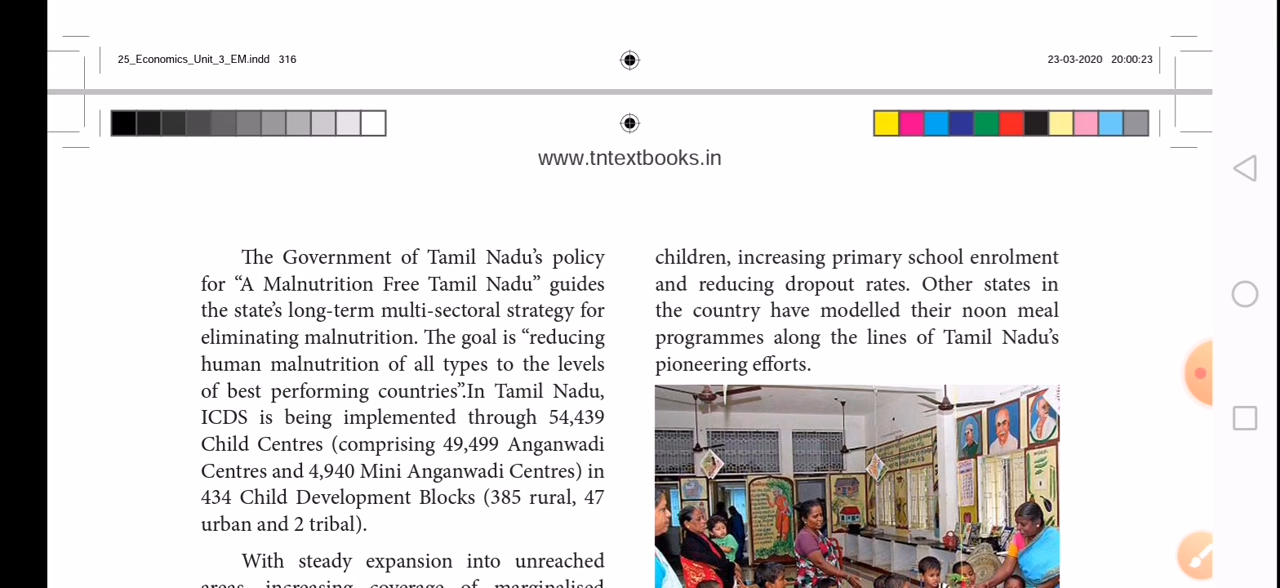 25_Economics_Unit_3_EM.indd 316
23-03-2020 20:00:23
www.tntextbooks.in
The Government of Tamil Nadu's policy
for “A Malnutrition Free Tamil Nadu” guides
the state's long-term multi-sectoral strategy for
eliminating malnutrition. The goal is “reducing
human malnutrition of all types to the levels
of best performing countries”.In Tamil Nadu,
ICDS is being implemented through 54,439
Child Centres (comprising 49,499 Anganwadi
Centres and 4,940 Mini Anganwadi Centres) in
434 Child Development Blocks (385 rural, 47
urban and 2 tribal).
With steady expansion into unreached
areas, increasing coverage of marginalised
children, increasing primary school enrolment
and reducing dropout rates. Other states in
the country have modelled their noon meal
programmes along the lines of Tamil Nadu's
pioneering efforts.